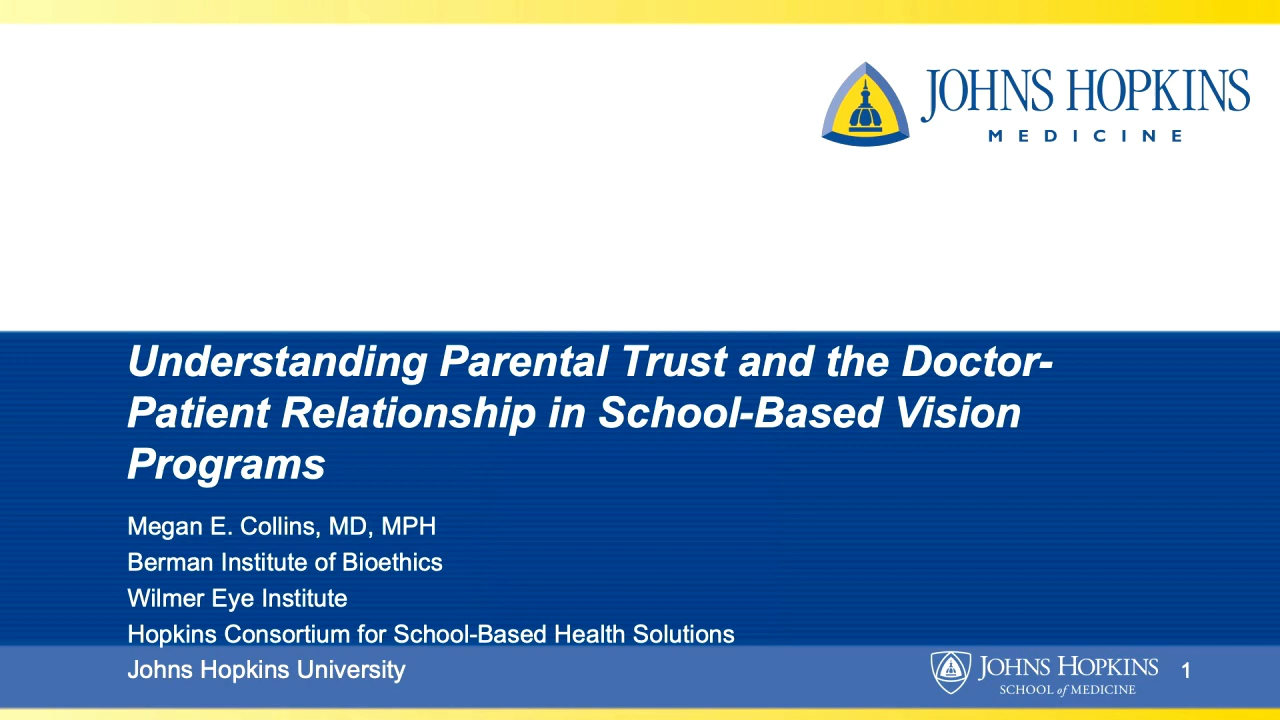 JOHNS HOPKINS
MEDICINE
Understanding Parental Trust and the Doctor-
Patient Relationship in School-Based Vision
Programs
Megan E. Collins, MD, MPH
Berman Institute of Bioethics
Wilmer Eye Institute
Hopkins Consortium for School-Based Health Solutions
Johns Hopkins University
JOHNS HOPKINS
SCHOOL of MEDICINE
1